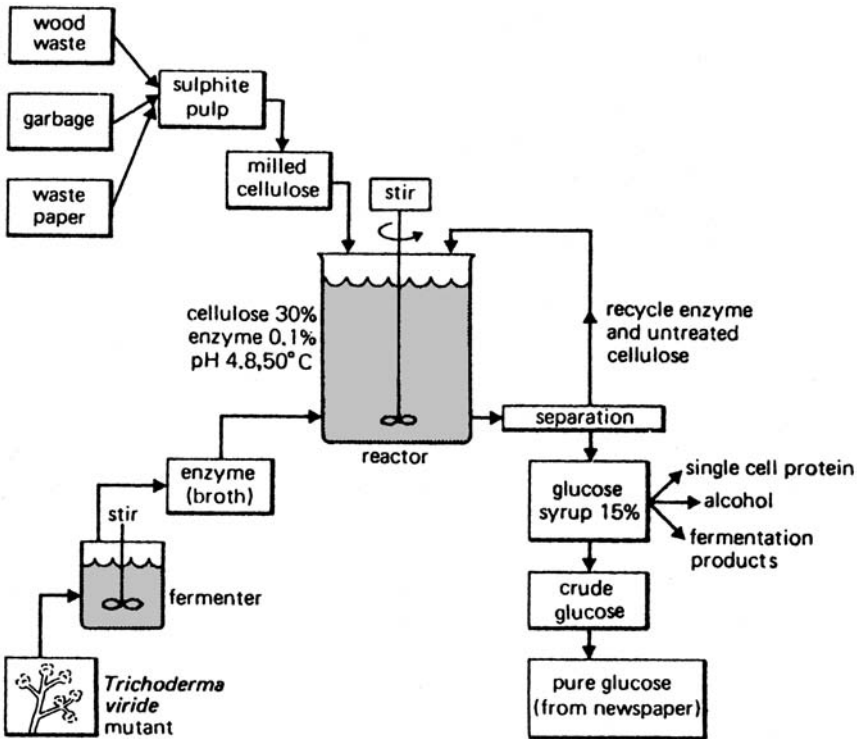 wood
waste
garbage
waste
paper
sulphite
pulp
milled
cellulose
stir
cellulose 30%
enzyme 0.1%
pH 4.8,50°C
reactor
recycle enzyme
and untreated
cellulose
separation
enzyme
(broth)
stir
fermenter
Trichoderma
viride
mutant
glucose
syrup 15%
single cell protein
alcohol
fermentation
products
crude
glucose
pure glucose
(from newspaper)